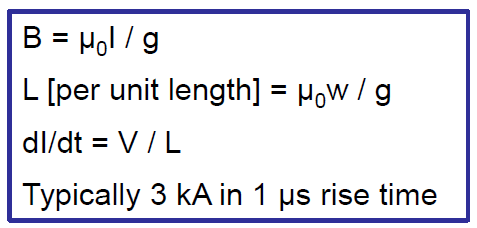 B = μ₀I / g
L [per unit length] = μ₀w / g
dI/dt = V / L
Typically 3 kA in 1 μs rise time